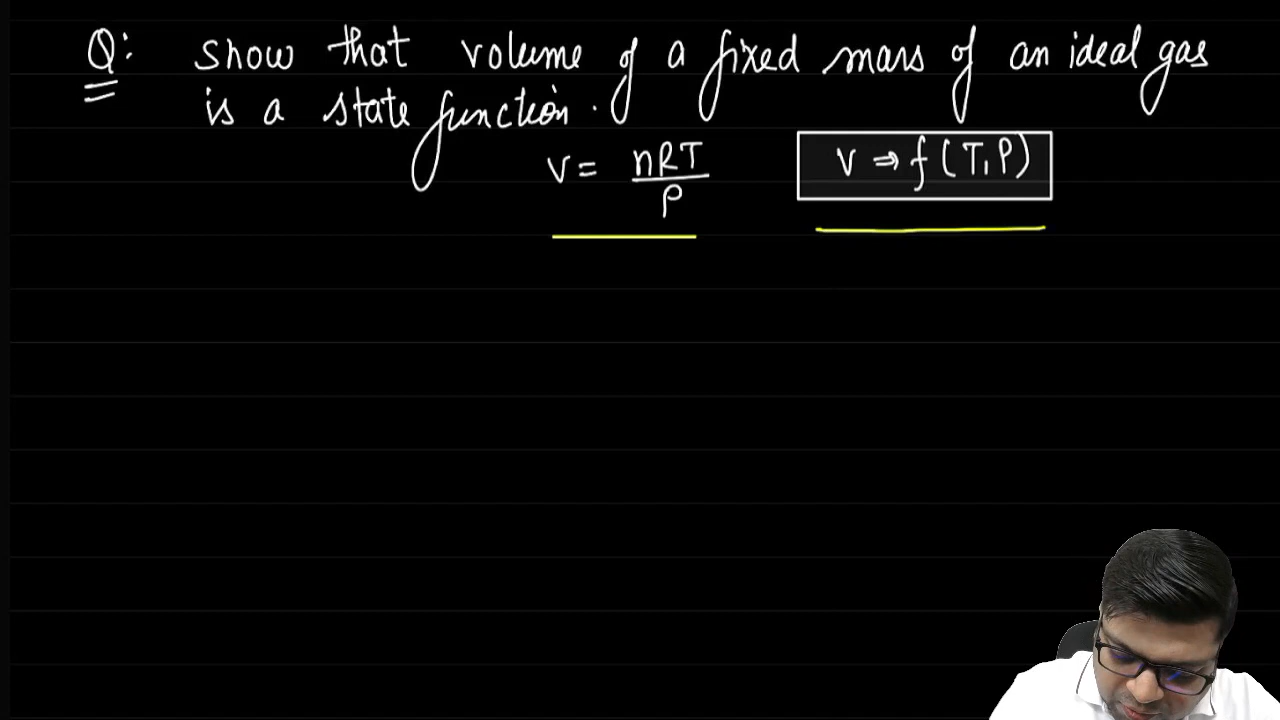 Q: show that volume of a fixed mass of an ideal gas
is a state function.
V = nRT/P V ⇒ f(T,P)